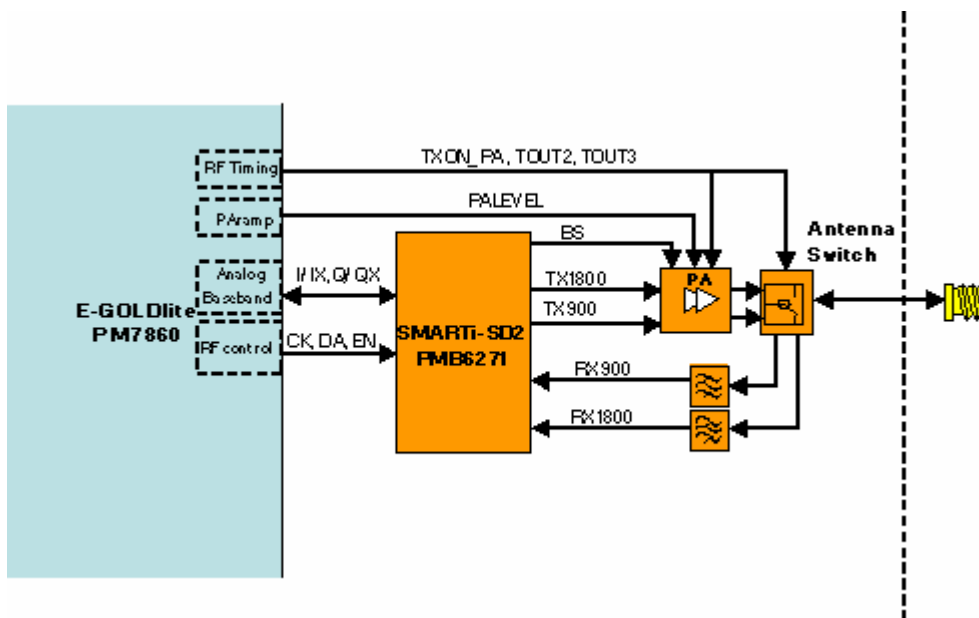 TXON_PA, TOUT2, TOUT3
RF Timing
PALEVEL
PAramp
BS
Antenna
Switch
Analog
Baseband
I/IX,Q/QX
TX1800
PA
E-GOLDlite
PM7860
TX900
SMARTi-SD2
PMB6271
RF control
CK, DA, EN
RX900
RX1800